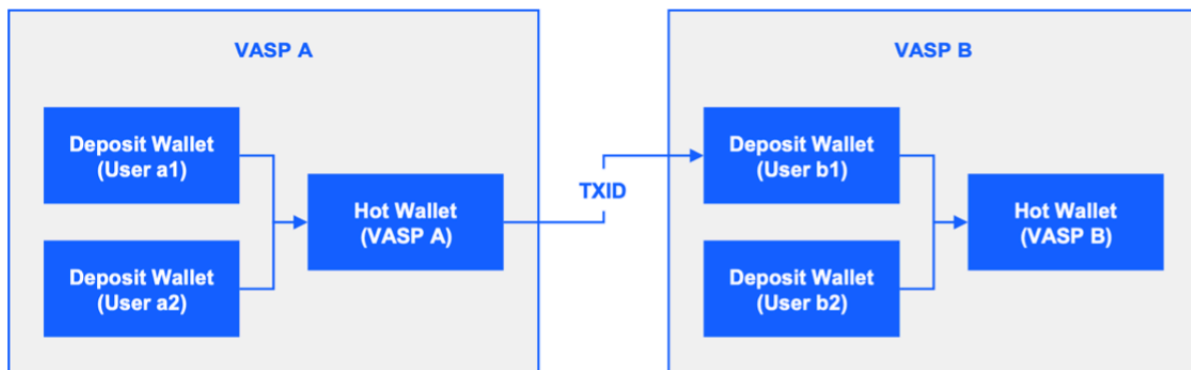 VASP A
Deposit Wallet
(User a1)
Deposit Wallet
(User a2)
Hot Wallet
(VASP A)
TXID
VASP B
Deposit Wallet
(User b1)
Deposit Wallet
(User b2)
Hot Wallet
(VASP B)